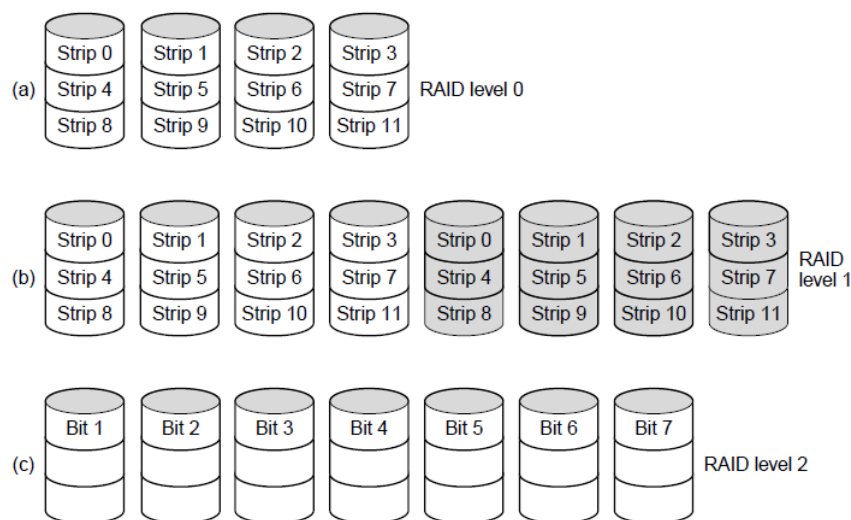 Strip 0 Strip 1 Strip 2 Strip 3
(a) Strip 4 Strip 5 Strip 6 Strip 7 RAID level 0
Strip 8 Strip 9 Strip 10 Strip 11
Strip 0 Strip 1 Strip 2 Strip 3 Strip 0 Strip 1 Strip 2 Strip 3
(b) Strip 4 Strip 5 Strip 6 Strip 7 Strip 4 Strip 5 Strip 6 Strip 7 RAID level 1
Strip 8 Strip 9 Strip 10 Strip 11 Strip 8 Strip 9 Strip 10 Strip 11
Bit 1 Bit 2 Bit 3 Bit 4 Bit 5 Bit 6 Bit 7
(c) RAID level 2